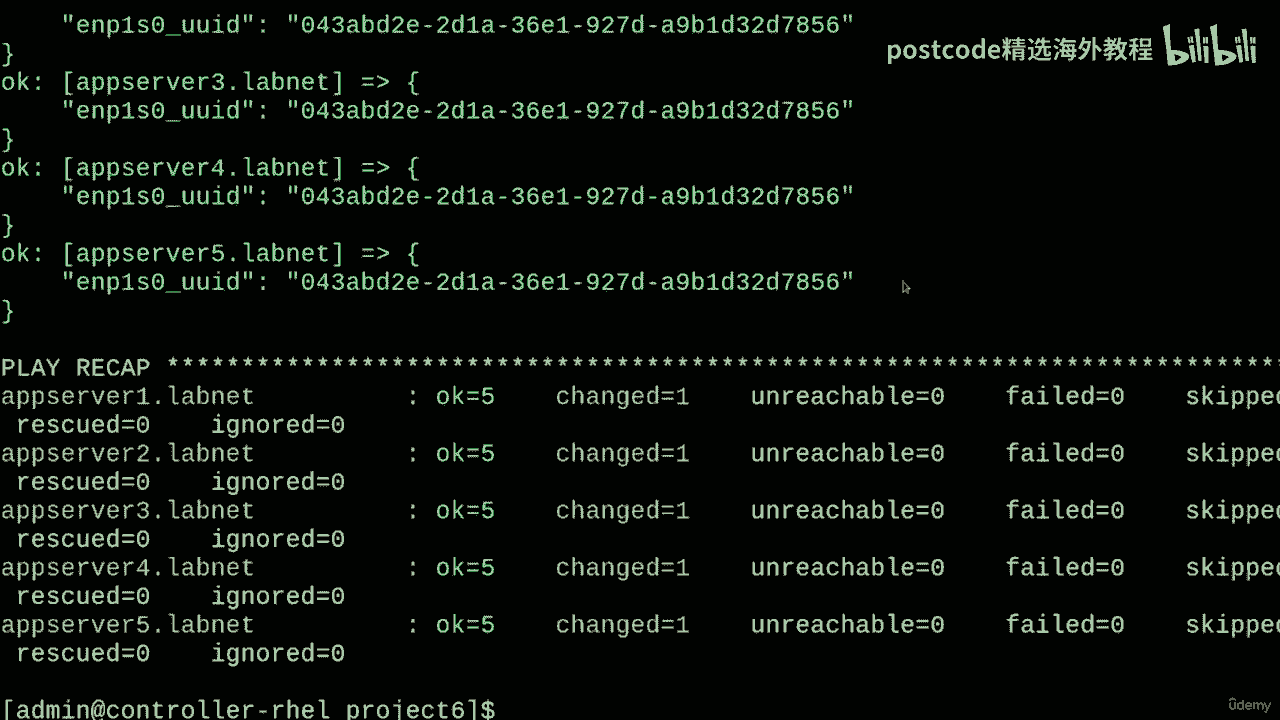 "enp1s0_uuid": "043abd2e-2d1a-36e1-927d-a9b1d32d7856"
}
postcode精选海外教程 bilibili
ok: [appserver3.labnet] => {
    "enp1s0_uuid": "043abd2e-2d1a-36e1-927d-a9b1d32d7856"
}
ok: [appserver4.labnet] => {
    "enp1s0_uuid": "043abd2e-2d1a-36e1-927d-a9b1d32d7856"
}
ok: [appserver5.labnet] => {
    "enp1s0_uuid": "043abd2e-2d1a-36e1-927d-a9b1d32d7856"
}
PLAY RECAP **************************************************************************
appserver1.labnet          : ok=5    changed=1    unreachable=0    failed=0    skipped
 rescued=0    ignored=0
appserver2.labnet          : ok=5    changed=1    unreachable=0    failed=0    skipped
 rescued=0    ignored=0
appserver3.labnet          : ok=5    changed=1    unreachable=0    failed=0    skipped
 rescued=0    ignored=0
appserver4.labnet          : ok=5    changed=1    unreachable=0    failed=0    skipped
 rescued=0    ignored=0
appserver5.labnet          : ok=5    changed=1    unreachable=0    failed=0    skipped
 rescued=0    ignored=0
[admin@controller-rhel project6]$
ûdemy